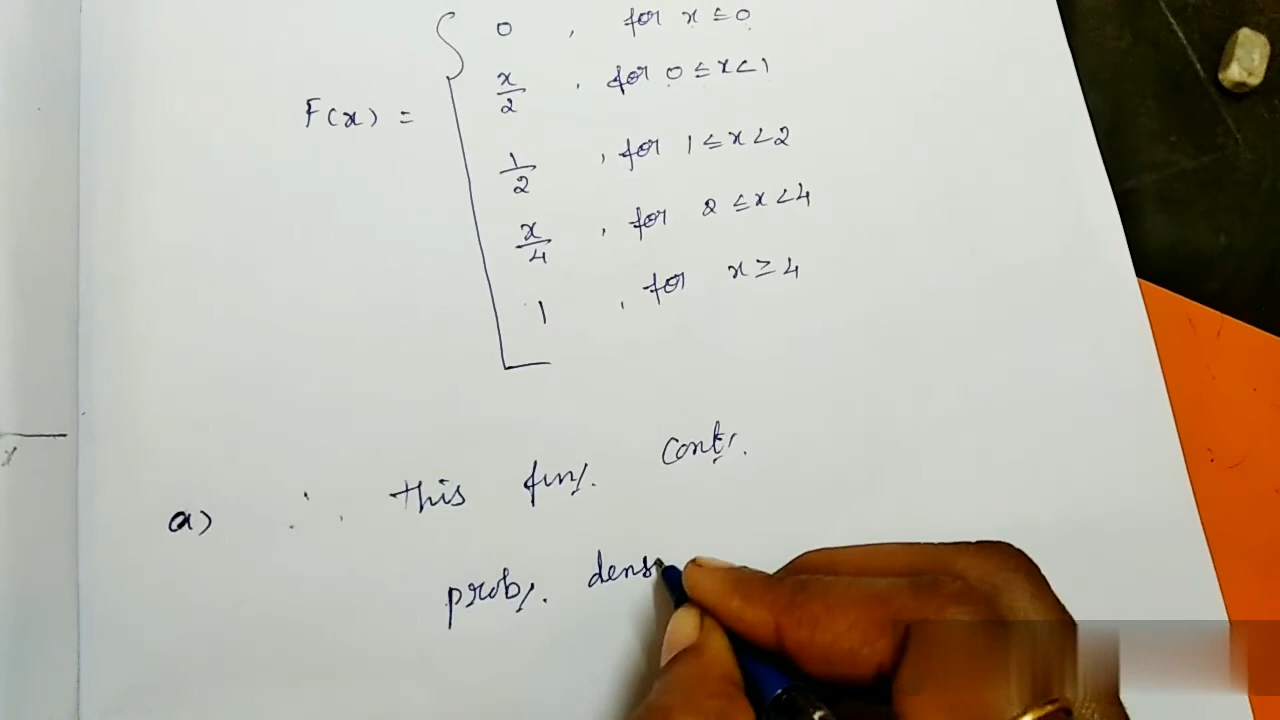 0 , for x ≤ 0
x/2 , for 0 ≤ x < 1
F(x) =
1/2 , for 1 ≤ x < 2
x/4 , for 2 ≤ x < 4
1 , for x ≥ 4
a) ∴ This fun/. cont/.
prob/. dens
x